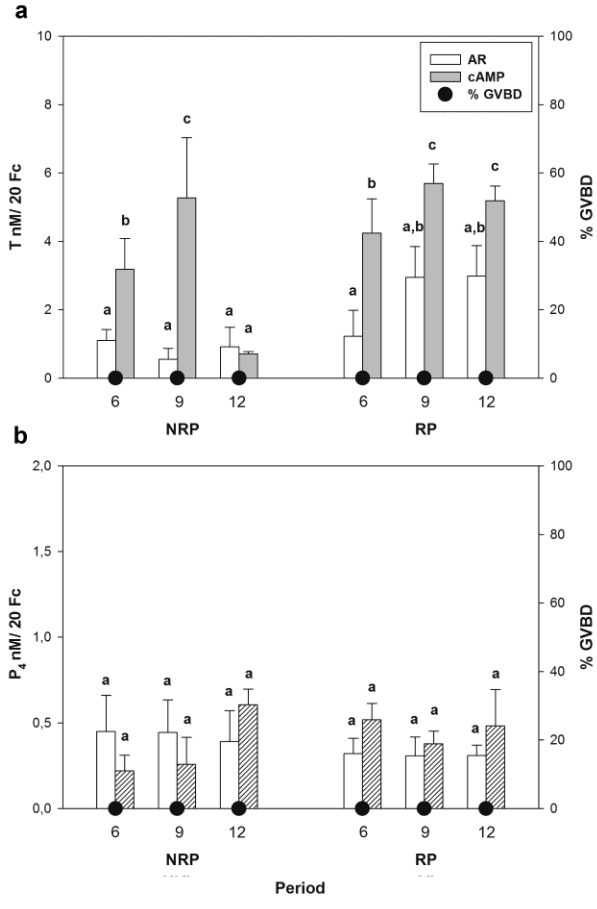 a
10 100
AR
cAMP
% GVBD
8 80
c
6 60
c
c
b
b
a,b a,b
4 40
a
2 20
a
a
a a
0 0
T nM/ 20 Fc
% GVBD
6 9 12 6 9 12
NRP RP
b
2,0 100
80
1,5
60
1,0
P4 nM/ 20 Fc
% GVBD
40
a a a a a
a a a a a a a
0,5
20
0,0 0
6 9 12 6 9 12
NRP RP
Period